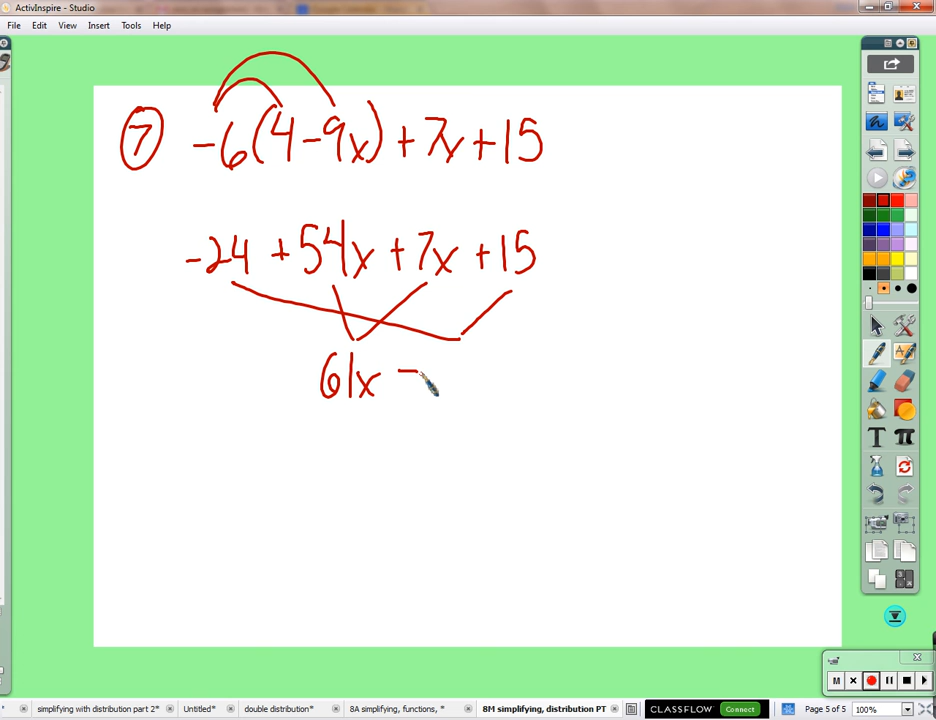 ActivInspire - Studio
File Edit View Insert Tools Help
7 -6(4-9x)+7x+15
-24 +54x+7x+15
61x -
M
simplifying with distribution part 2* Untitled* double distribution* 8A simplifying, functions, * 8M simplifying, distribution PT CLASSFLOW Connect Page 5 of 5 100%